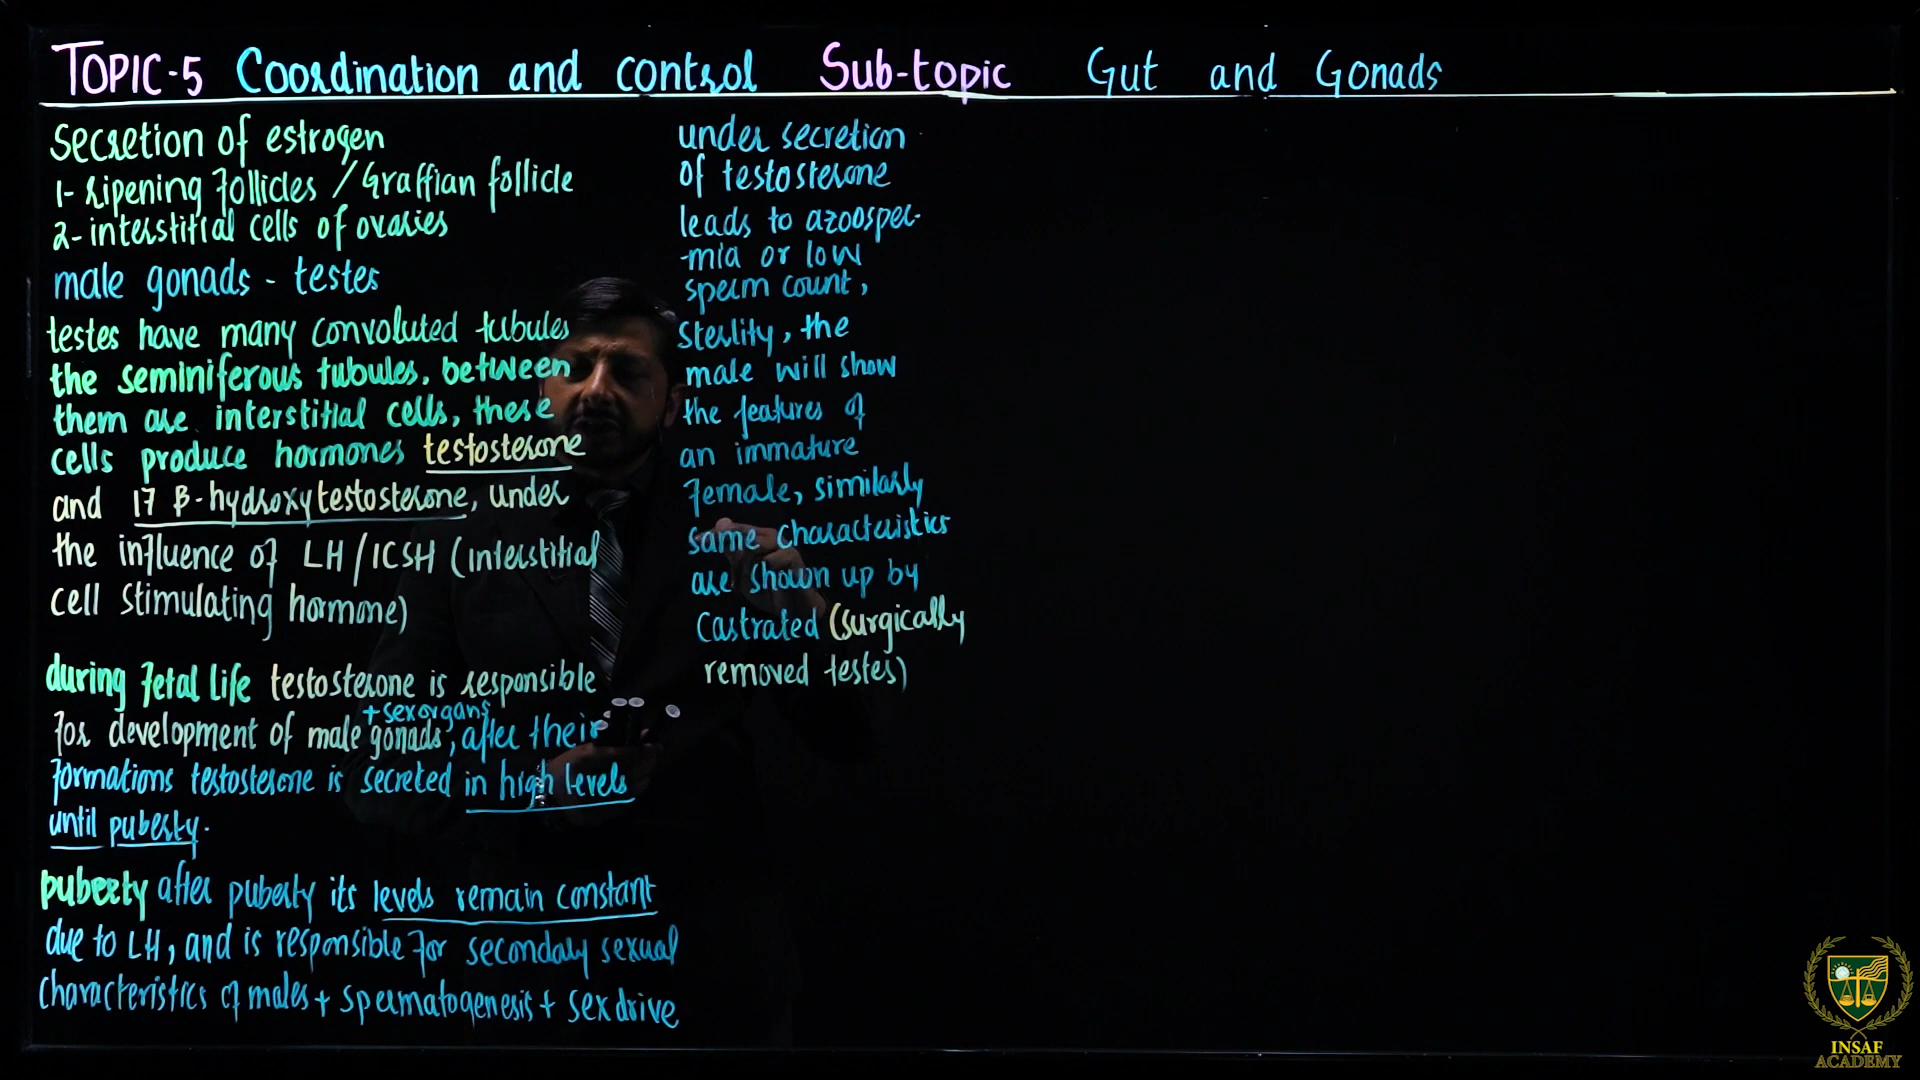 TOPIC-5 Coordination and control Sub-topic Gut and Gonads
Secretion of estrogen
1- ripening follicles / Graffian follicle
2- interstitial cells of ovaries
male gonads - testes
testes have many convoluted tubules
the seminiferous tubules, between
them are interstitial cells, these
cells produce hormones testosterone
and 17 β-hydroxytestosterone, under
the influence of LH/ICSH (interstitial
cell stimulating hormone)
during fetal life testosterone is responsible
+ sex organs
for development of male gonads, after their
formations testosterone is secreted in high levels
until puberty.
puberty after puberty its levels remain constant
due to LH, and is responsible for secondary sexual
characteristics of males + spermatogenesis + sex drive
under secretion
of testosterone
leads to azoosper-
-mia or low
sperm count,
sterlity, the
male will show
the features of
an immature
female, similarly
same characteristics
are shown up by
castrated (surgically
removed testes)
INSAF
ACADEMY